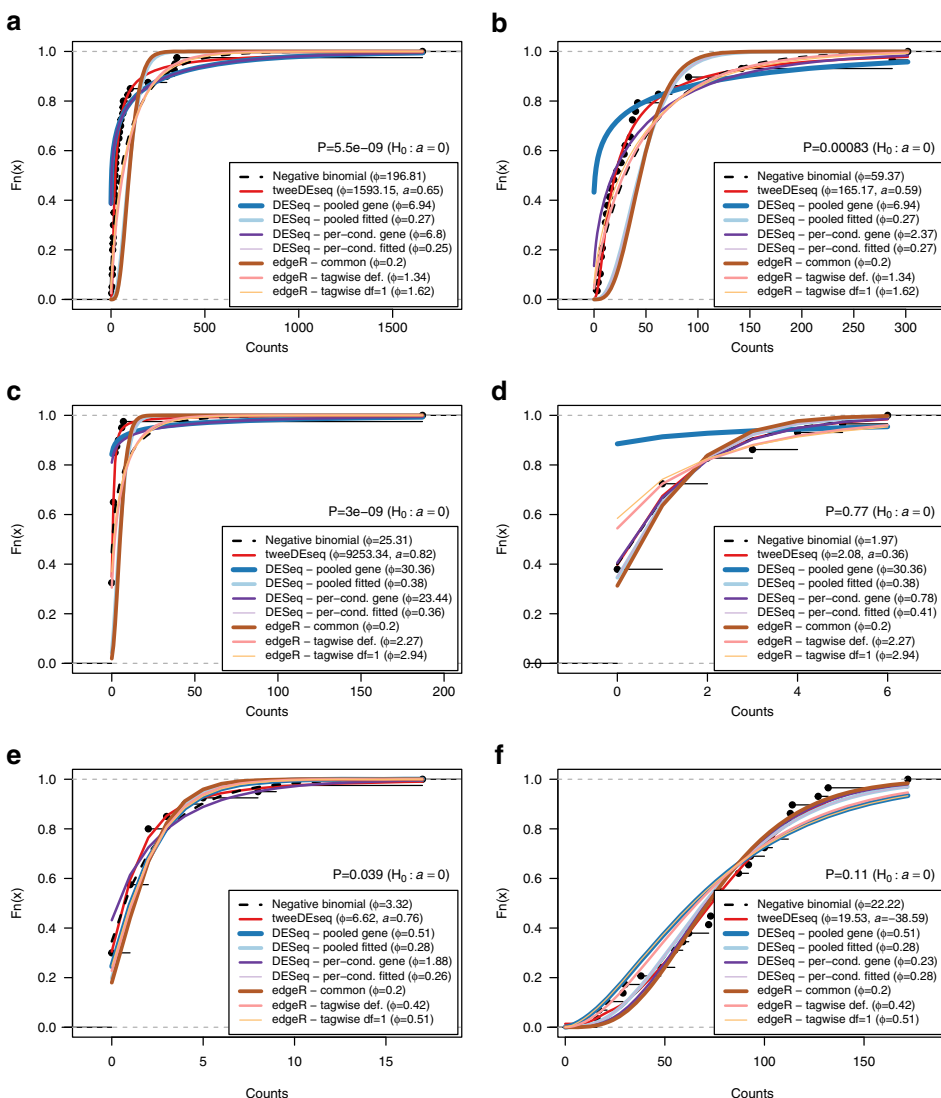 a
Fn(x)
1.0
0.8
0.6
0.4
0.2
0.0
P=5.5e−09 (H₀ : a = 0)
Negative binomial (ϕ=196.81)
tweeDEseq (ϕ=1593.15, a=0.65)
DESeq − pooled gene (ϕ=6.94)
DESeq − pooled fitted (ϕ=0.27)
DESeq − per−cond. gene (ϕ=6.8)
DESeq − per−cond. fitted (ϕ=0.25)
edgeR − common (ϕ=0.2)
edgeR − tagwise def. (ϕ=1.34)
edgeR − tagwise df=1 (ϕ=1.62)
0 500 1000 1500
Counts
b
Fn(x)
1.0
0.8
0.6
0.4
0.2
0.0
P=0.00083 (H₀ : a = 0)
Negative binomial (ϕ=59.37)
tweeDEseq (ϕ=165.17, a=0.59)
DESeq − pooled gene (ϕ=6.94)
DESeq − pooled fitted (ϕ=0.27)
DESeq − per−cond. gene (ϕ=2.37)
DESeq − per−cond. fitted (ϕ=0.27)
edgeR − common (ϕ=0.2)
edgeR − tagwise def. (ϕ=1.34)
edgeR − tagwise df=1 (ϕ=1.62)
0 50 100 150 200 250 300
Counts
c
Fn(x)
1.0
0.8
0.6
0.4
0.2
0.0
P=3e−09 (H₀ : a = 0)
Negative binomial (ϕ=25.31)
tweeDEseq (ϕ=9253.34, a=0.82)
DESeq − pooled gene (ϕ=30.36)
DESeq − pooled fitted (ϕ=0.38)
DESeq − per−cond. gene (ϕ=23.44)
DESeq − per−cond. fitted (ϕ=0.36)
edgeR − common (ϕ=0.2)
edgeR − tagwise def. (ϕ=2.27)
edgeR − tagwise df=1 (ϕ=2.94)
0 50 100 150 200
Counts
d
Fn(x)
1.0
0.8
0.6
0.4
0.2
0.0
P=0.77 (H₀ : a = 0)
Negative binomial (ϕ=1.97)
tweeDEseq (ϕ=2.08, a=0.36)
DESeq − pooled gene (ϕ=30.36)
DESeq − pooled fitted (ϕ=0.38)
DESeq − per−cond. gene (ϕ=0.78)
DESeq − per−cond. fitted (ϕ=0.41)
edgeR − common (ϕ=0.2)
edgeR − tagwise def. (ϕ=2.27)
edgeR − tagwise df=1 (ϕ=2.94)
0 2 4 6
Counts
e
Fn(x)
1.0
0.8
0.6
0.4
0.2
0.0
P=0.039 (H₀ : a = 0)
Negative binomial (ϕ=3.32)
tweeDEseq (ϕ=6.62, a=0.76)
DESeq − pooled gene (ϕ=0.51)
DESeq − pooled fitted (ϕ=0.28)
DESeq − per−cond. gene (ϕ=1.88)
DESeq − per−cond. fitted (ϕ=0.26)
edgeR − common (ϕ=0.2)
edgeR − tagwise def. (ϕ=0.42)
edgeR − tagwise df=1 (ϕ=0.51)
0 5 10 15
Counts
f
Fn(x)
1.0
0.8
0.6
0.4
0.2
0.0
P=0.11 (H₀ : a = 0)
Negative binomial (ϕ=22.22)
tweeDEseq (ϕ=19.53, a=−38.59)
DESeq − pooled gene (ϕ=0.51)
DESeq − pooled fitted (ϕ=0.28)
DESeq − per−cond. gene (ϕ=0.23)
DESeq − per−cond. fitted (ϕ=0.28)
edgeR − common (ϕ=0.2)
edgeR − tagwise def. (ϕ=0.42)
edgeR − tagwise df=1 (ϕ=0.51)
0 50 100 150
Counts